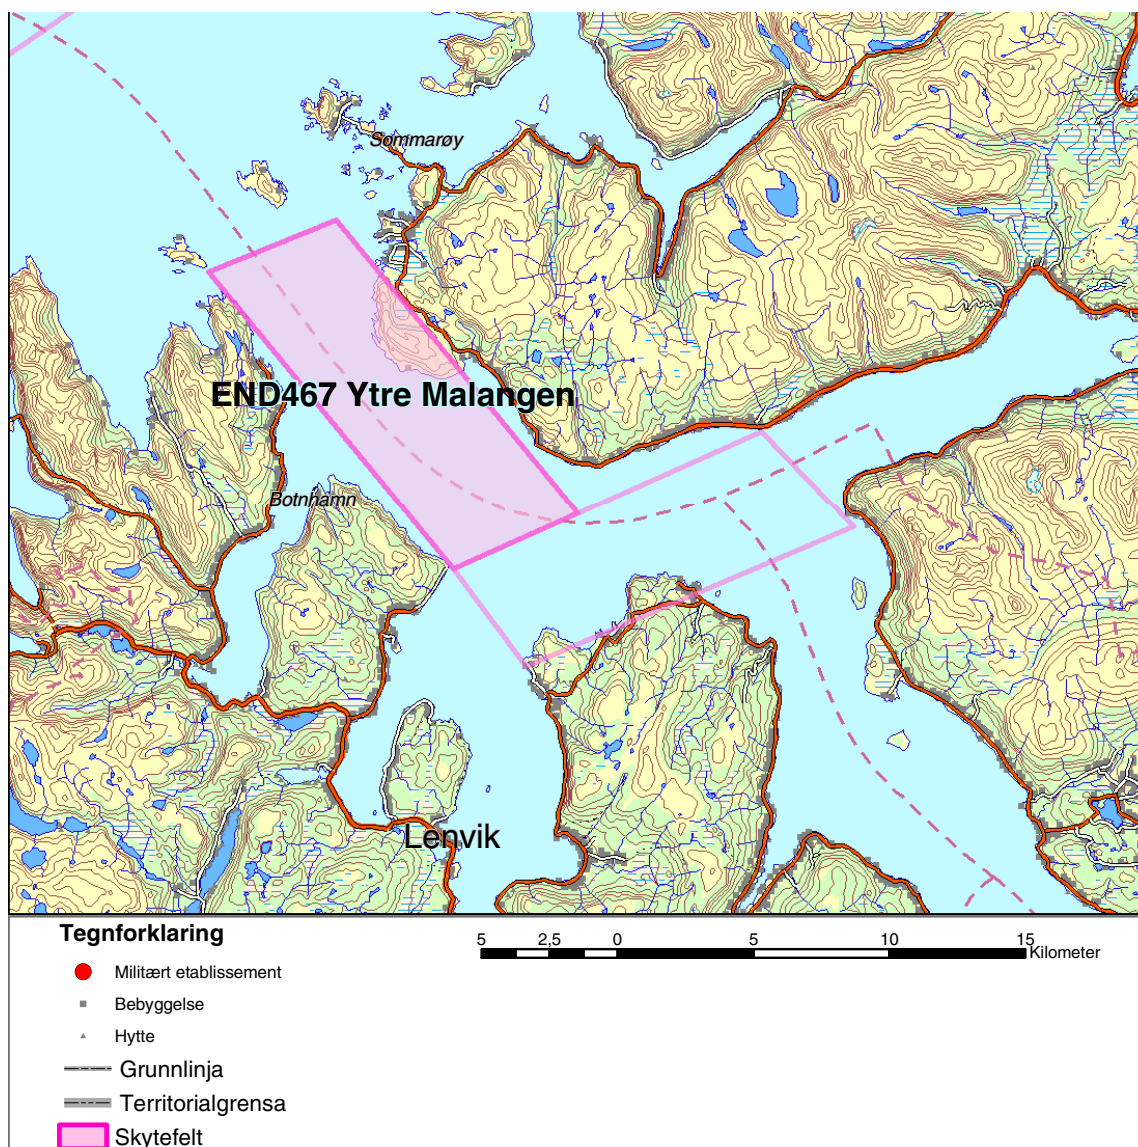 Sommarøy
END467 Ytre Malangen
Botnhamn
Lenvik
Tegnforklaring
5 2,5 0 5 10 15
Kilometer
Militært etablissement
Bebyggelse
Hytte
Grunnlinja
Territorialgrensa
Skytefelt